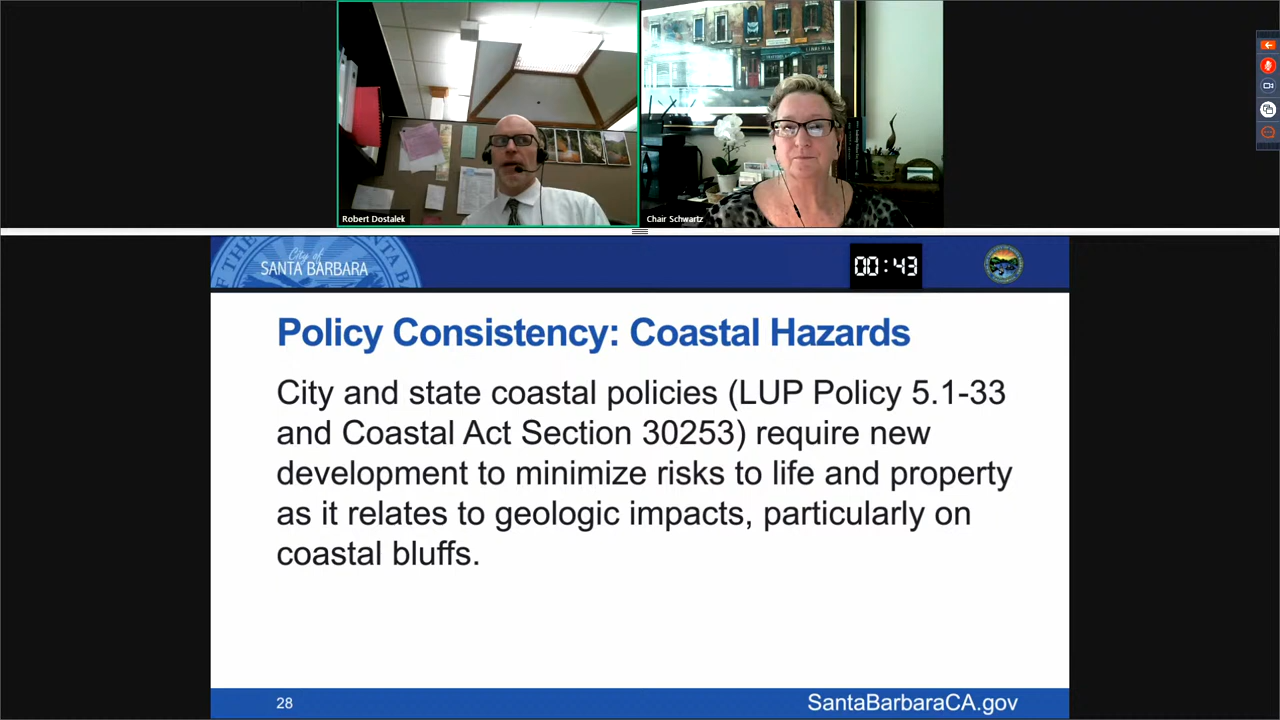 Robert Dostalek
LIBRERIA
Chair Schwartz
City of
SANTA BARBARA
00:43
Policy Consistency: Coastal Hazards
City and state coastal policies (LUP Policy 5.1-33
and Coastal Act Section 30253) require new
development to minimize risks to life and property
as it relates to geologic impacts, particularly on
coastal bluffs.
28
SantaBarbaraCA.gov